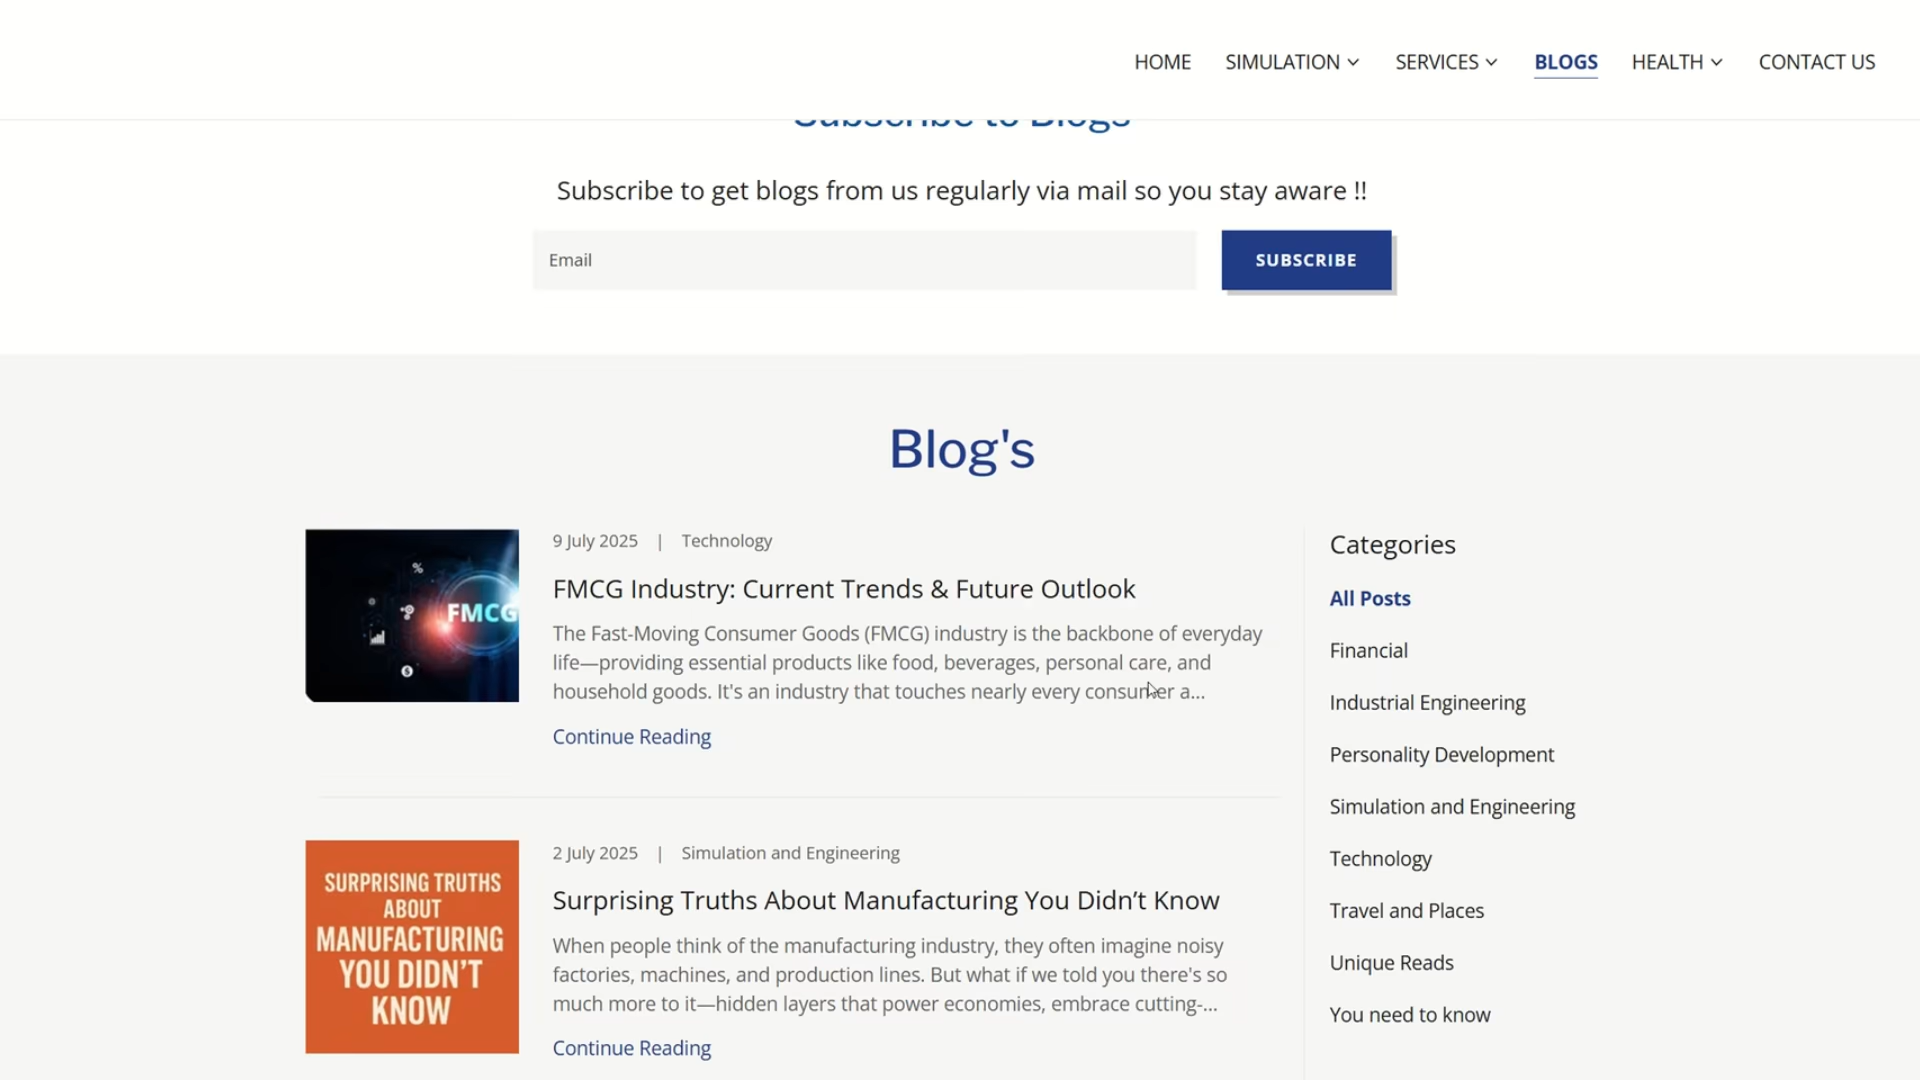 HOME SIMULATION SERVICES BLOGS HEALTH CONTACT US
Subscribe to Blogs
Subscribe to get blogs from us regularly via mail so you stay aware !!
Email
SUBSCRIBE
Blog's
FMCG
%
$
9 July 2025 | Technology
FMCG Industry: Current Trends & Future Outlook
The Fast-Moving Consumer Goods (FMCG) industry is the backbone of everyday
life—providing essential products like food, beverages, personal care, and
household goods. It's an industry that touches nearly every consumer a...
Continue Reading
SURPRISING TRUTHS
ABOUT
MANUFACTURING
YOU DIDN'T
KNOW
2 July 2025 | Simulation and Engineering
Surprising Truths About Manufacturing You Didn’t Know
When people think of the manufacturing industry, they often imagine noisy
factories, machines, and production lines. But what if we told you there's so
much more to it—hidden layers that power economies, embrace cutting-...
Continue Reading
Categories
All Posts
Financial
Industrial Engineering
Personality Development
Simulation and Engineering
Technology
Travel and Places
Unique Reads
You need to know